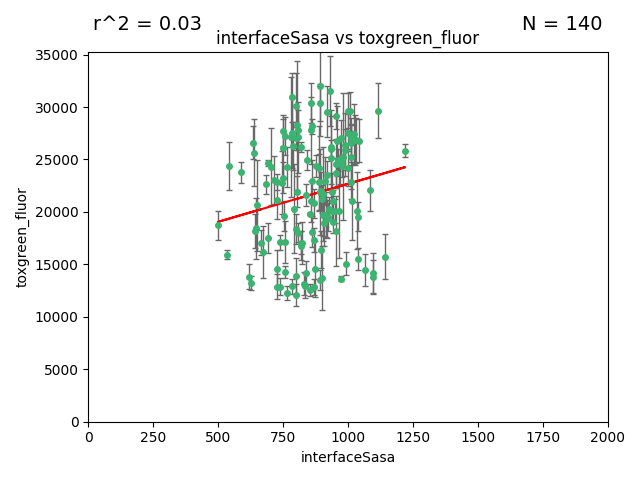 r^2 = 0.03
N = 140
interfaceSasa vs toxgreen_fluor
35000
30000
25000
20000
15000
10000
5000
0
toxgreen_fluor
0 250 500 750 1000 1250 1500 1750 2000
interfaceSasa